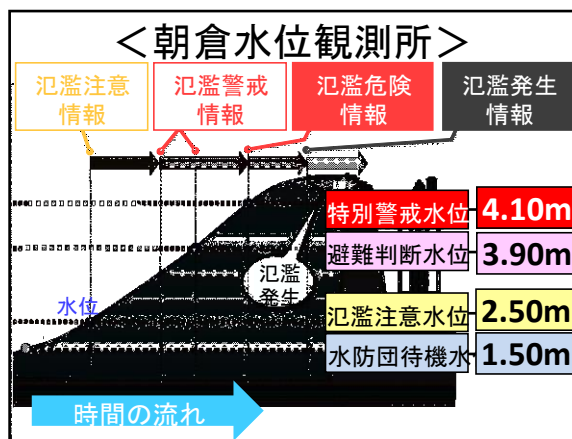 ＜朝倉水位観測所＞
氾濫注意
情報
氾濫警戒
情報
氾濫危険
情報
氾濫発生
情報
特別警戒水位
4.10m
避難判断水位
3.90m
氾濫
発生
水位
氾濫注意水位
2.50m
水防団待機水
1.50m
時間の流れ